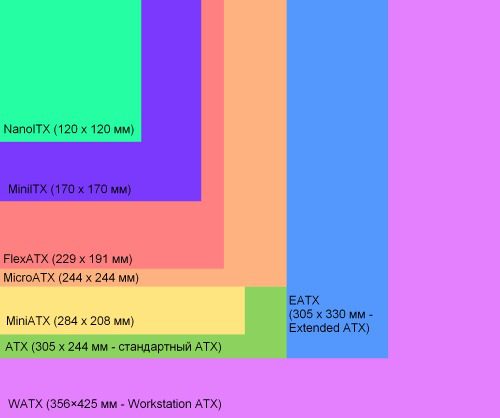 NanoITX (120 x 120 мм)
MiniITX (170 x 170 мм)
FlexATX (229 x 191 мм)
MicroATX (244 x 244 мм)
MiniATX (284 x 208 мм)
EATX
(305 x 330 мм -
Extended ATX)
ATX (305 x 244 мм - стандартный ATX)
WATX (356×425 мм - Workstation ATX)